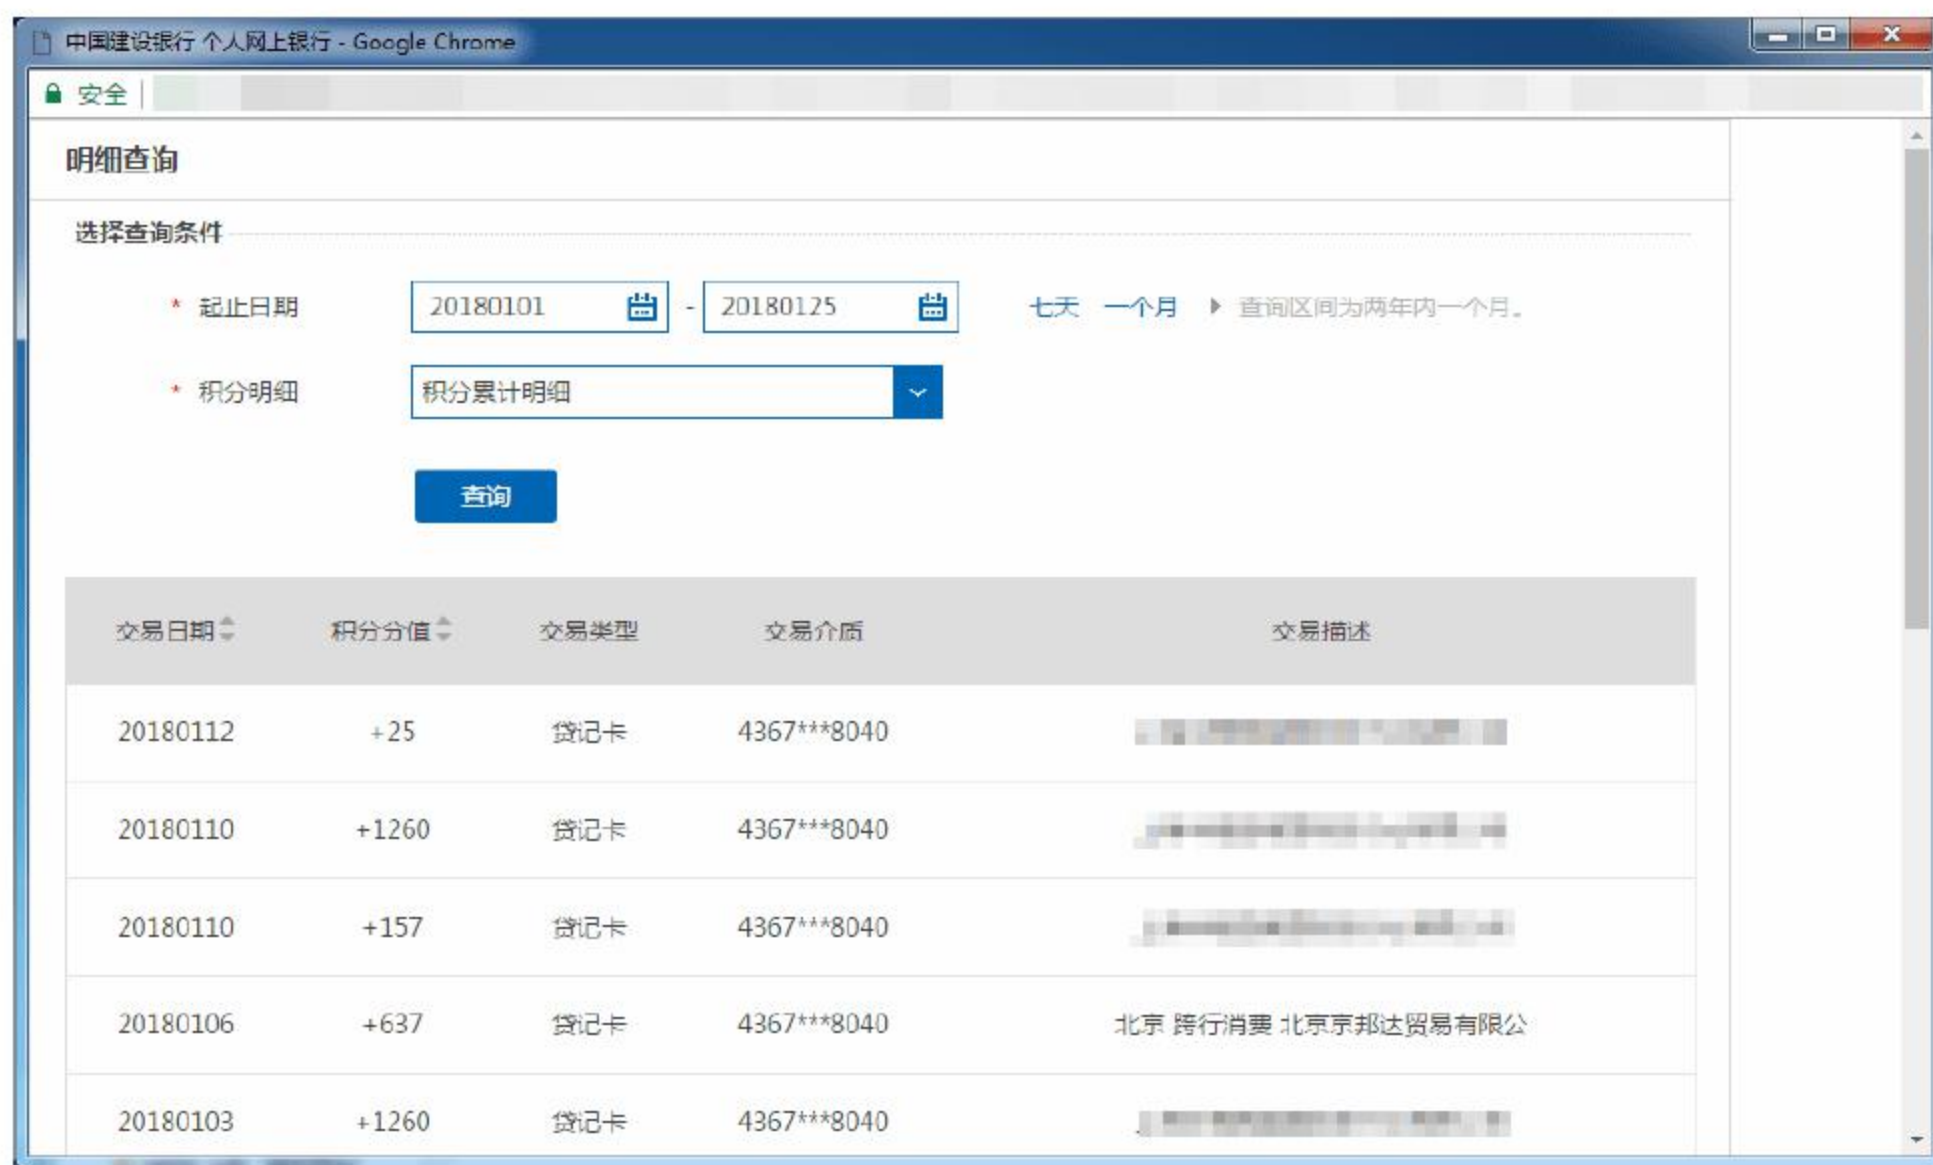 中国建设银行 个人网上银行 - Google Chrome
安全
明细查询
选择查询条件
* 起止日期 20180101 - 20180125 七天 一个月 查询区间为两年内一个月。
* 积分明细 积分累计明细
查询
交易日期 积分分值 交易类型 交易介质 交易描述
20180112 +25 贷记卡 4367***8040
20180110 +1260 贷记卡 4367***8040
20180110 +157 贷记卡 4367***8040
20180106 +637 贷记卡 4367***8040 北京 跨行消费 北京京邦达贸易有限公
20180103 +1260 贷记卡 4367***8040